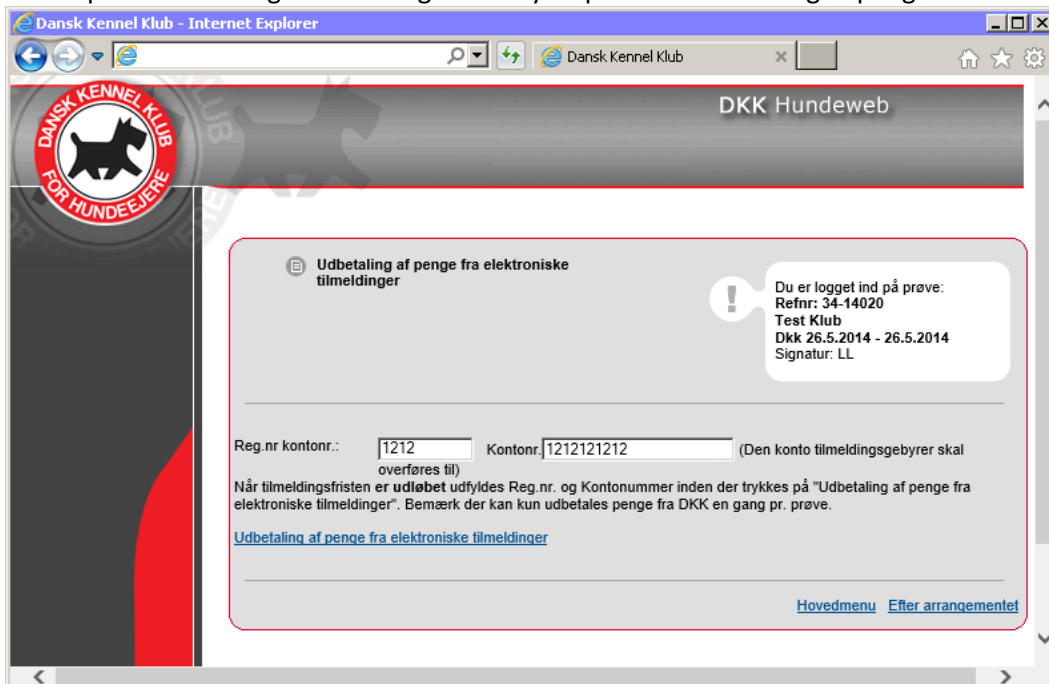 Dansk Kennel Klub - Internet Explorer
Dansk Kennel Klub
DANSK KENNEL KLUB
FOR HUNDEEJERE
DKK Hundeweb
Udbetaling af penge fra elektroniske
tilmeldinger
Du er logget ind på prøve:
Refnr: 34-14020
Test Klub
Dkk 26.5.2014 - 26.5.2014
Signatur: LL
Reg.nr kontonr.: 1212 Kontonr. 1212121212 (Den konto tilmeldingsgebyrer skal
overføres til)
Når tilmeldingsfristen er udløbet udfyldes Reg.nr. og Kontonummer inden der trykkes på "Udbetaling af penge fra
elektroniske tilmeldinger". Bemærk der kan kun udbetales penge fra DKK en gang pr. prøve.
Udbetaling af penge fra elektroniske tilmeldinger
Hovedmenu Efter arrangementet